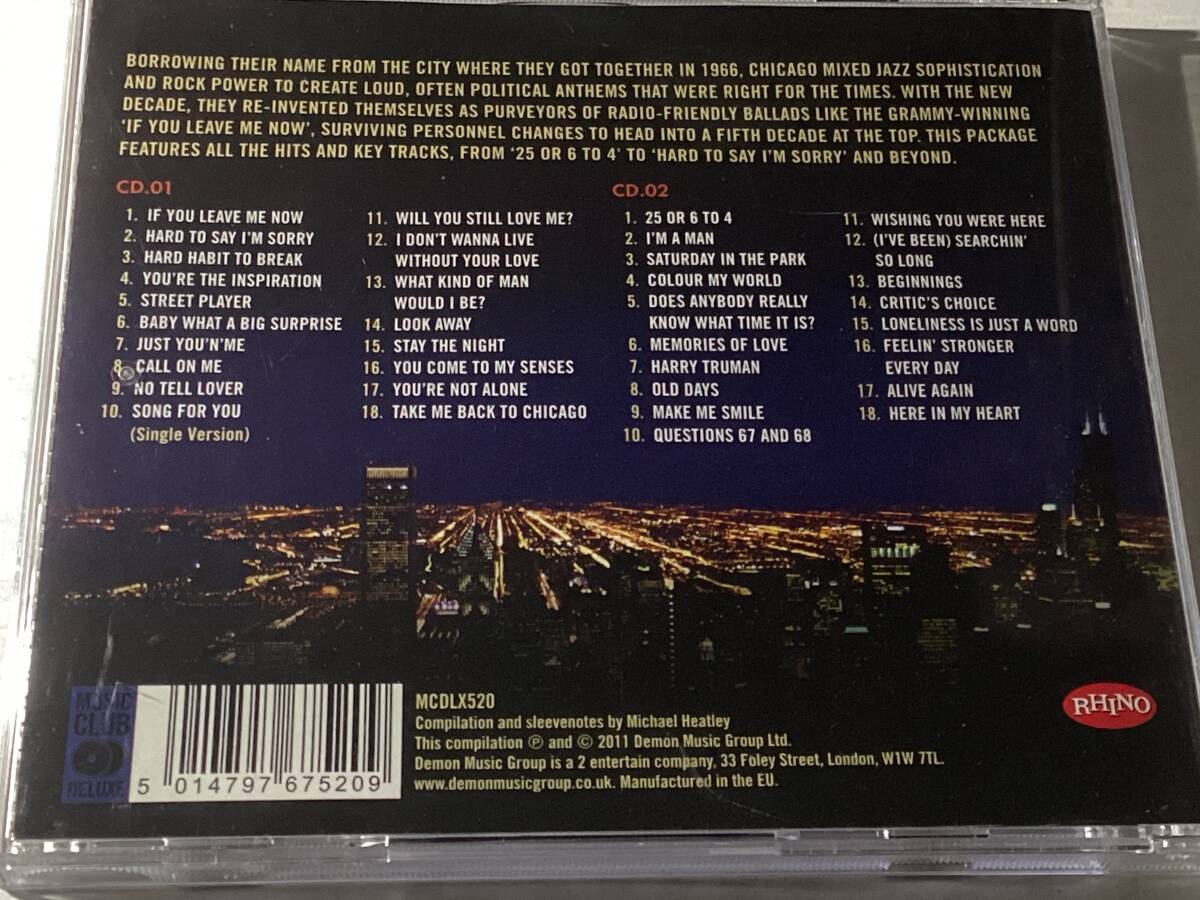 BORROWING THEIR NAME FROM THE CITY WHERE THEY GOT TOGETHER IN 1966, CHICAGO MIXED JAZZ SOPHISTICATION
AND ROCK POWER TO CREATE LOUD, OFTEN POLITICAL ANTHEMS THAT WERE RIGHT FOR THE TIMES. WITH THE NEW
DECADE, THEY RE-INVENTED THEMSELVES AS PURVEYORS OF RADIO-FRIENDLY BALLADS LIKE THE GRAMMY-WINNING
‘IF YOU LEAVE ME NOW’, SURVIVING PERSONNEL CHANGES TO HEAD INTO A FIFTH DECADE AT THE TOP. THIS PACKAGE
FEATURES ALL THE HITS AND KEY TRACKS, FROM ‘25 OR 6 TO 4’ TO ‘HARD TO SAY I’M SORRY’ AND BEYOND.
CD.01
1. IF YOU LEAVE ME NOW
2. HARD TO SAY I’M SORRY
3. HARD HABIT TO BREAK
4. YOU’RE THE INSPIRATION
5. STREET PLAYER
6. BABY WHAT A BIG SURPRISE
7. JUST YOU’N’ME
8. CALL ON ME
9. NO TELL LOVER
10. SONG FOR YOU
(Single Version)
11. WILL YOU STILL LOVE ME?
12. I DON’T WANNA LIVE
WITHOUT YOUR LOVE
13. WHAT KIND OF MAN
WOULD I BE?
14. LOOK AWAY
15. STAY THE NIGHT
16. YOU COME TO MY SENSES
17. YOU’RE NOT ALONE
18. TAKE ME BACK TO CHICAGO
CD.02
1. 25 OR 6 TO 4
2. I’M A MAN
3. SATURDAY IN THE PARK
4. COLOUR MY WORLD
5. DOES ANYBODY REALLY
KNOW WHAT TIME IT IS?
6. MEMORIES OF LOVE
7. HARRY TRUMAN
8. OLD DAYS
9. MAKE ME SMILE
10. QUESTIONS 67 AND 68
11. WISHING YOU WERE HERE
12. (I’VE BEEN) SEARCHIN’
SO LONG
13. BEGINNINGS
14. CRITIC’S CHOICE
15. LONELINESS IS JUST A WORD
16. FEELIN’ STRONGER
EVERY DAY
17. ALIVE AGAIN
18. HERE IN MY HEART
MUSIC
CLUB
DELUXE
5 014797 675209
MCDLX520
Compilation and sleevenotes by Michael Heatley
This compilation ℗ and © 2011 Demon Music Group Ltd.
Demon Music Group is a 2 entertain company, 33 Foley Street, London, W1W 7TL.
www.demonmusicgroup.co.uk. Manufactured in the EU.
RHINO